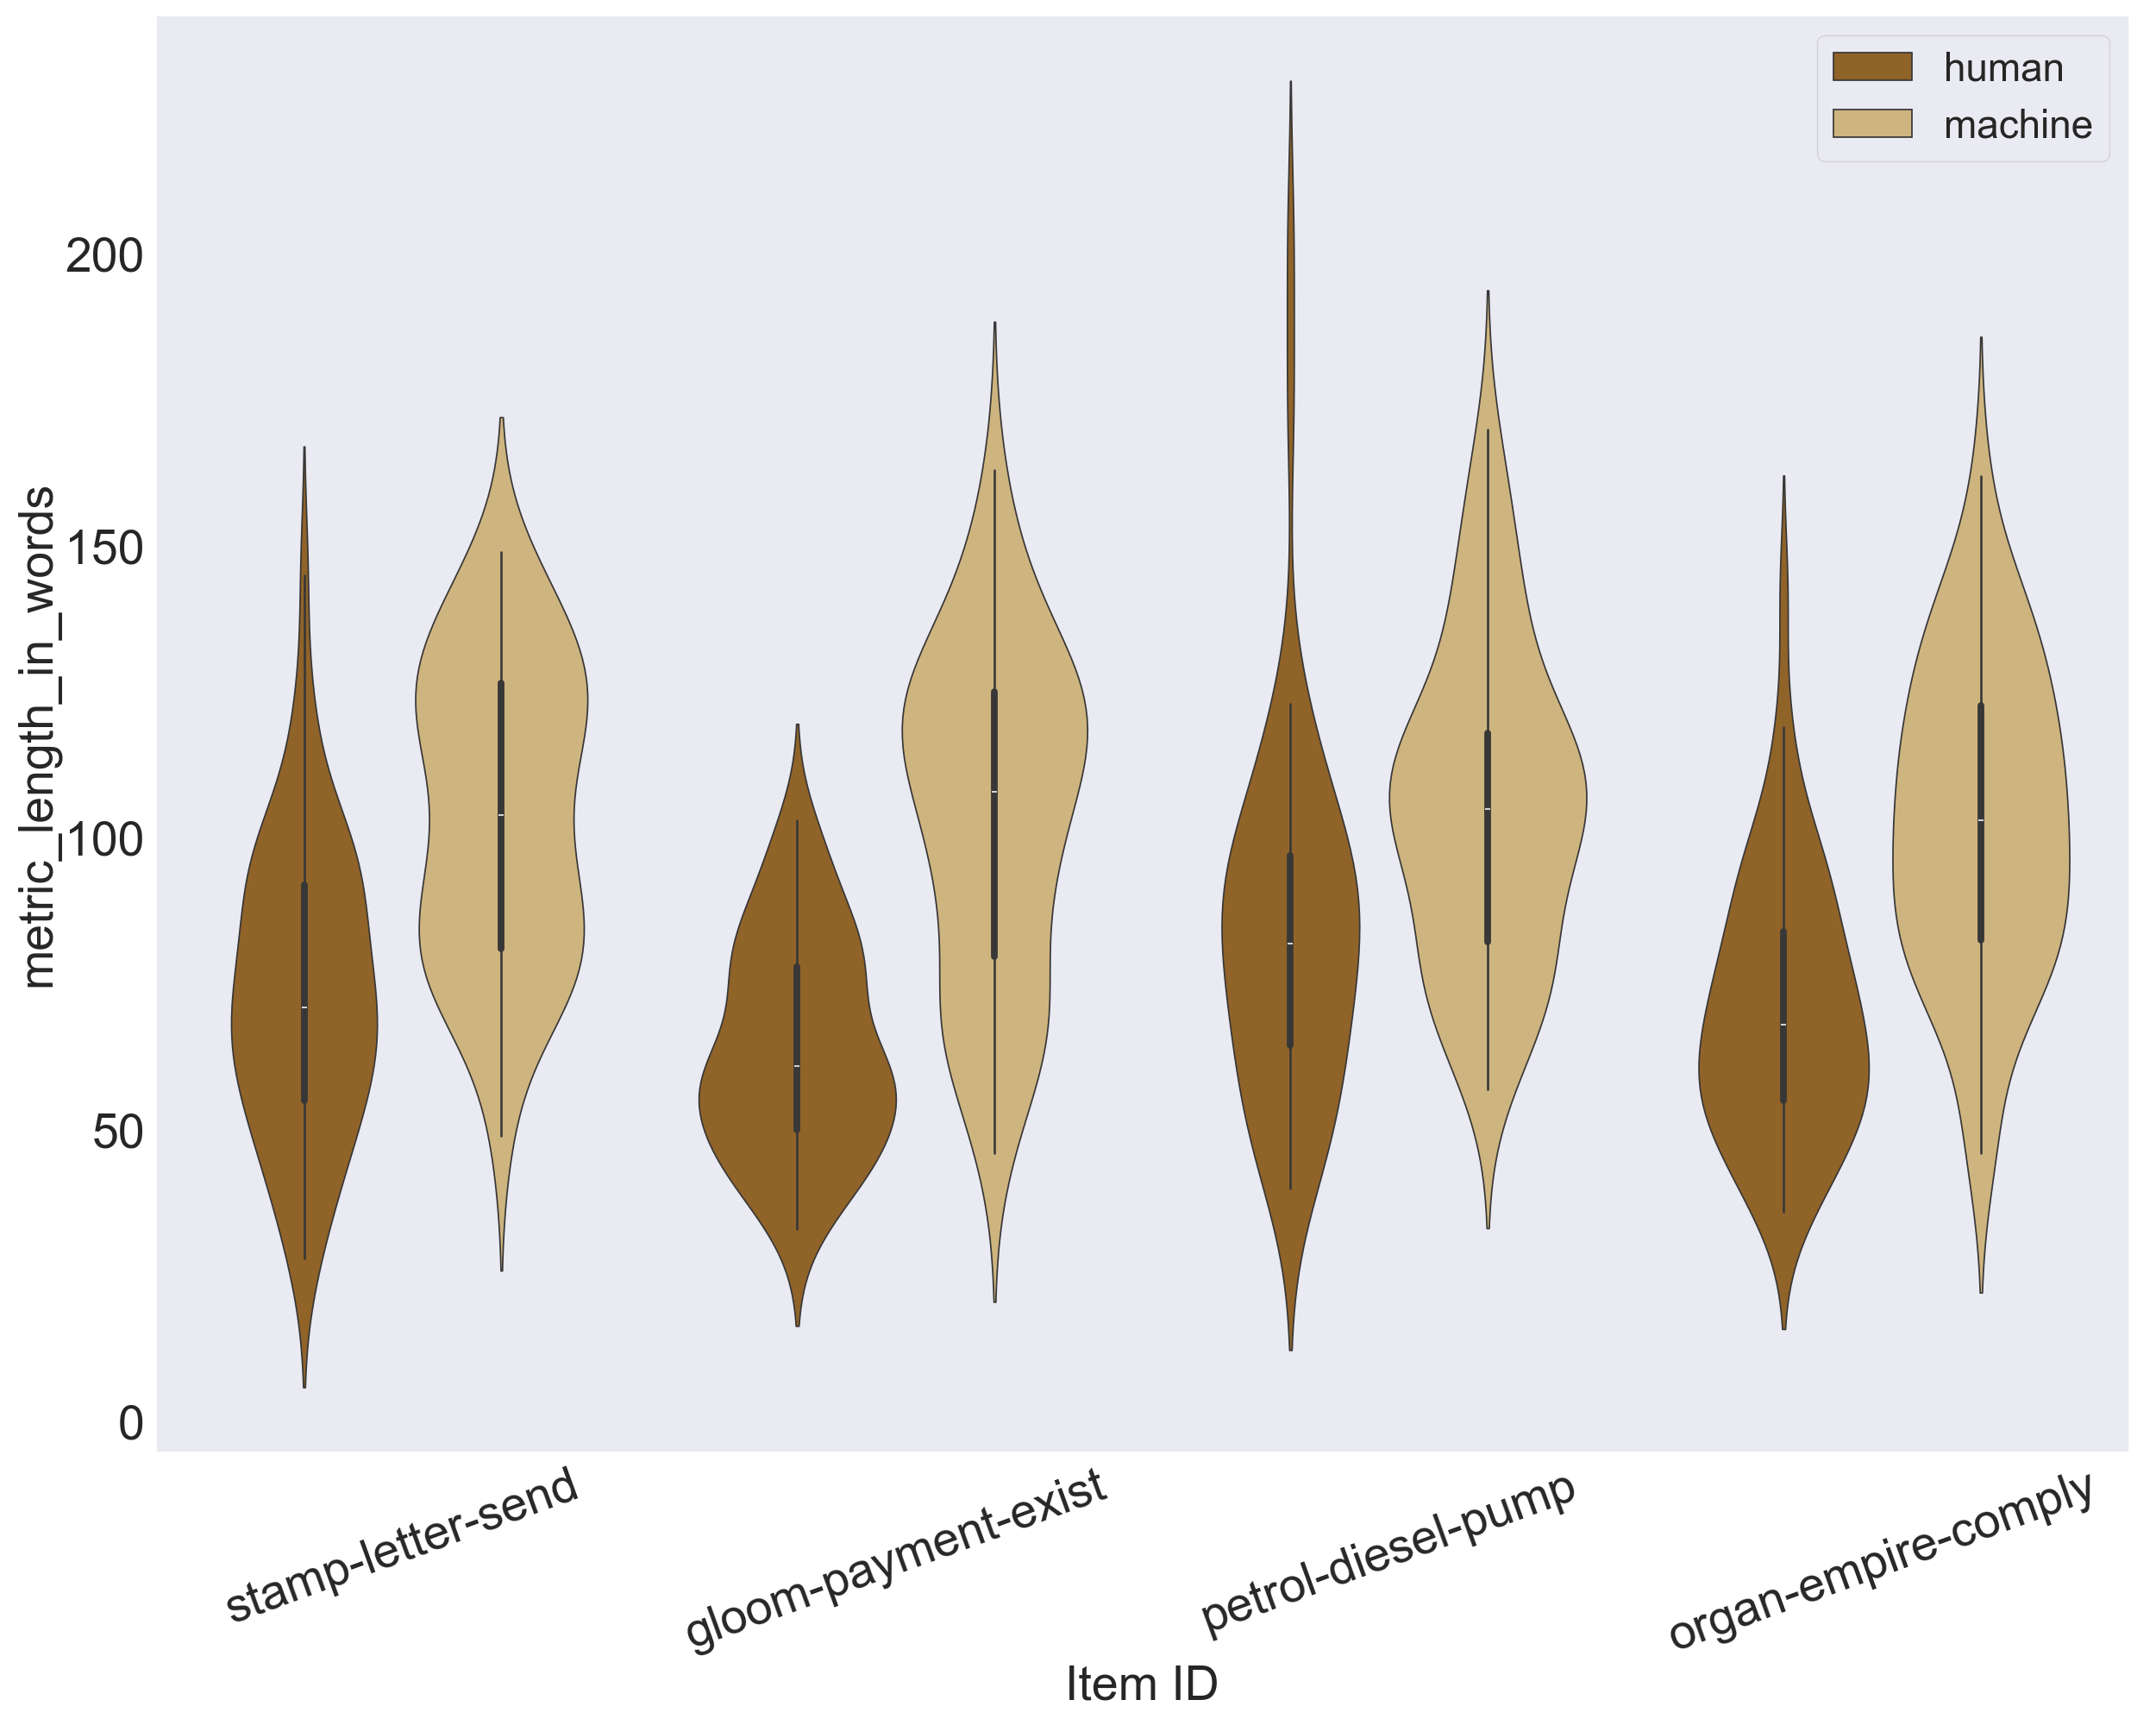 human
machine
200
150
100
50
0
metric_length_in_words
stamp-letter-send
gloom-payment-exist
petrol-diesel-pump
organ-empire-comply
Item ID